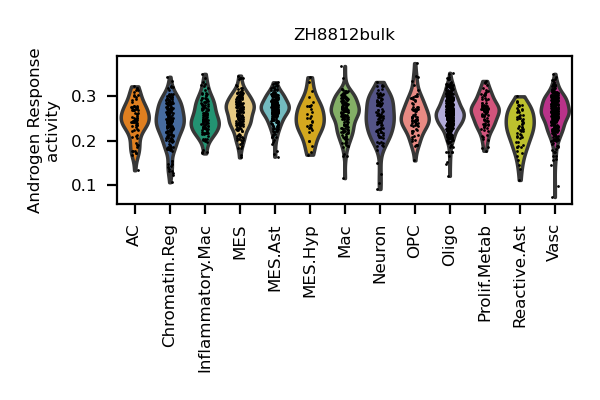 ZH8812bulk
Androgen Response
activity
0.3
0.2
0.1
AC
Chromatin.Reg
Inflammatory.Mac
MES
MES.Ast
MES.Hyp
Mac
Neuron
OPC
Oligo
Prolif.Metab
Reactive.Ast
Vasc